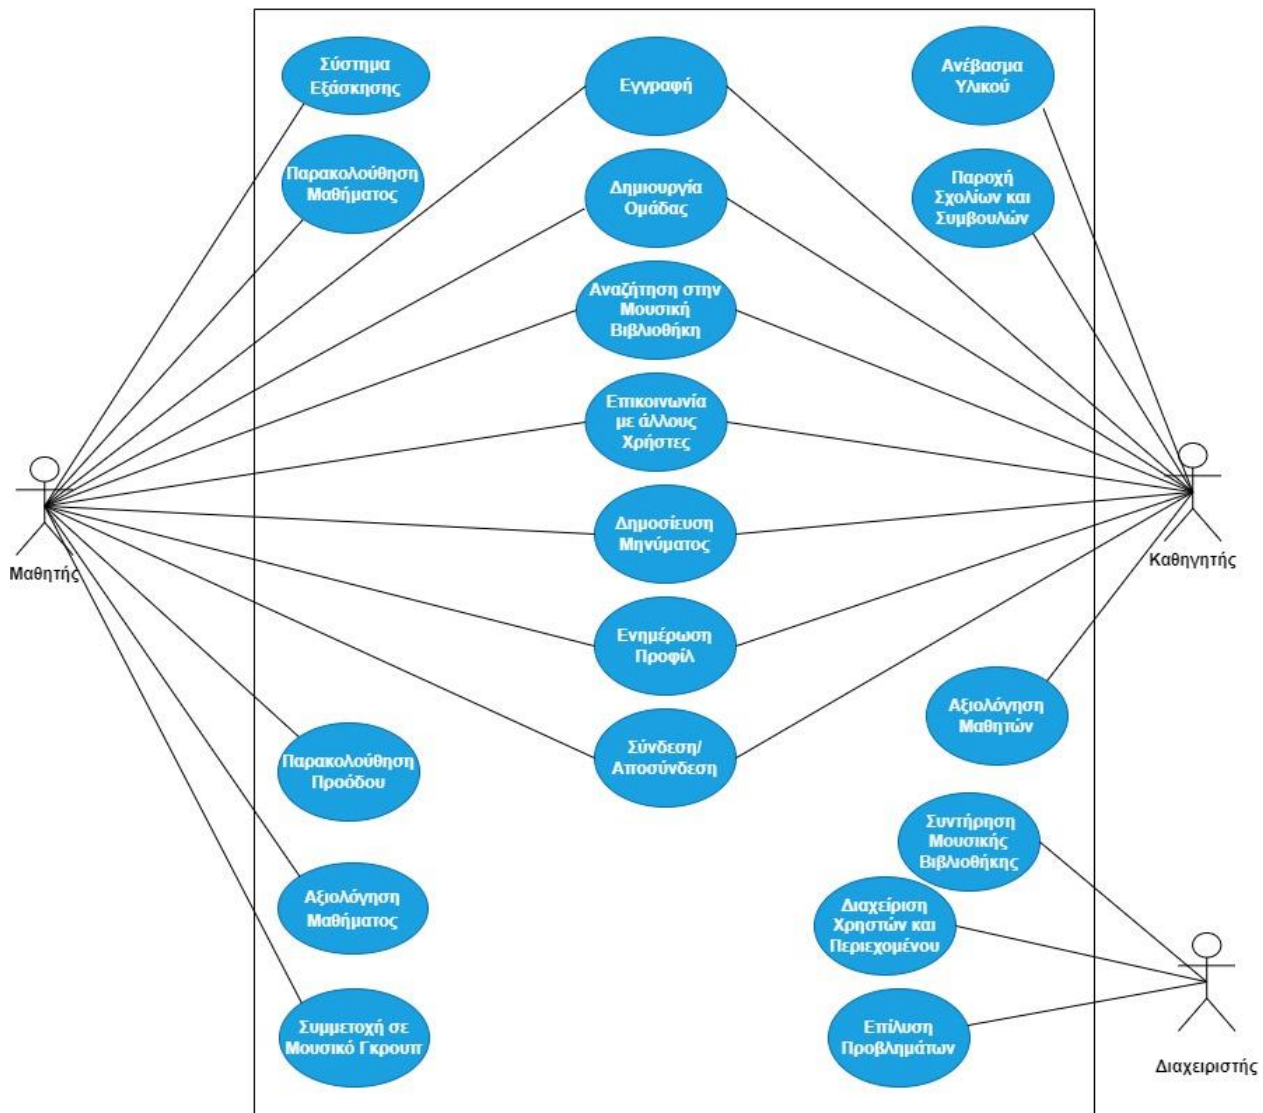 Σύστημα
Εξάσκησης
Εγγραφή
Ανέβασμα
Υλικού
Παρακολούθηση
Μαθήματος
Δημιουργία
Ομάδας
Παροχή
Σχολίων και
Συμβουλών
Αναζήτηση στην
Μουσική
Βιβλιοθήκη
Επικοινωνία
με άλλους
Χρήστες
Μαθητής
Καθηγητής
Δημοσίευση
Μηνύματος
Ενημέρωση
Προφίλ
Αξιολόγηση
Μαθητών
Σύνδεση/
Αποσύνδεση
Παρακολούθηση
Προόδου
Συντήρηση
Μουσικής
Βιβλιοθήκης
Αξιολόγηση
Μαθήματος
Διαχείριση
Χρηστών και
Περιεχομένου
Συμμετοχή σε
Μουσικό Γκρουπ
Επίλυση
Προβλημάτων
Διαχειριστής